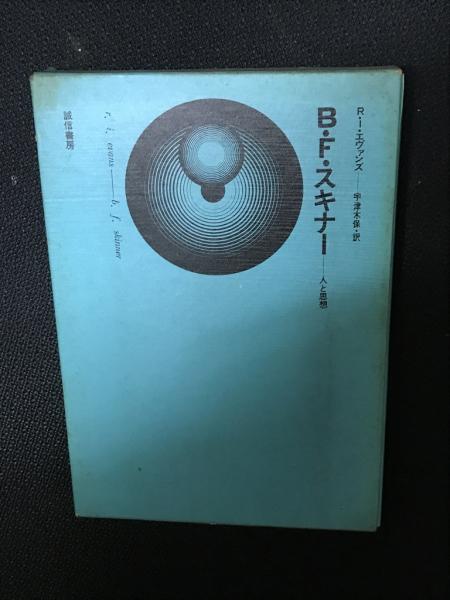 R・I・エヴァンズ──宇津木保・訳
B・F・スキナー──人と思想
r. i. evans──b. f. skinner
誠信書房